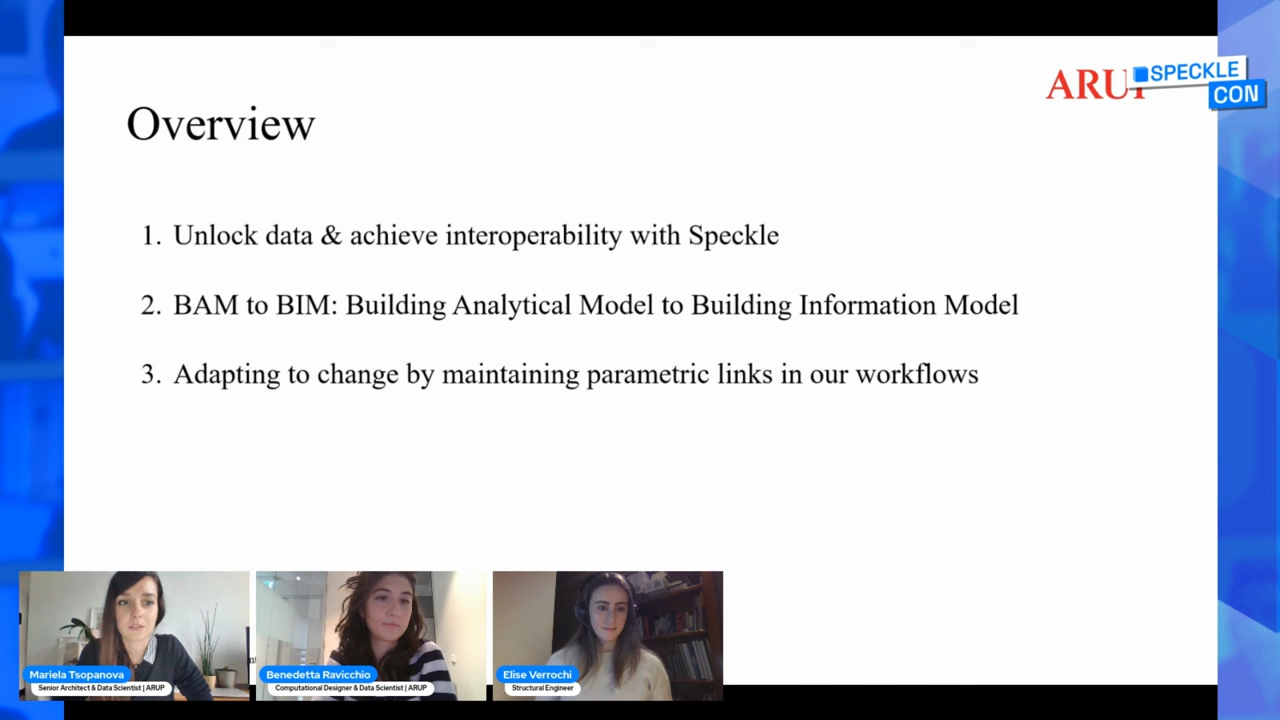 Overview
ARUP
SPECKLE
CON
1. Unlock data & achieve interoperability with Speckle
2. BAM to BIM: Building Analytical Model to Building Information Model
3. Adapting to change by maintaining parametric links in our workflows
Mariela Tsopanova
Senior Architect & Data Scientist | ARUP
Benedetta Ravicchio
Computational Designer & Data Scientist | ARUP
Elise Verrochi
Structural Engineer